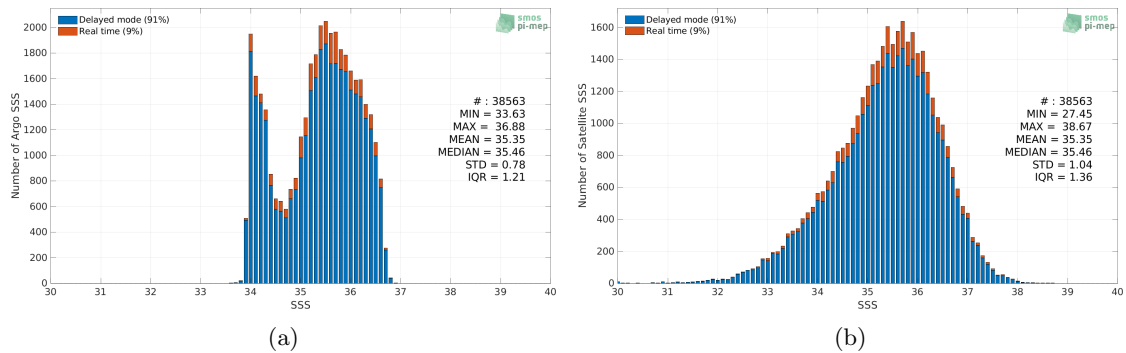 Delayed mode (91%)
Real time (9%)
smos
pi-mep
# : 38563
MIN = 33.63
MAX = 36.88
MEAN = 35.35
MEDIAN = 35.46
STD = 0.78
IQR = 1.21
Number of Argo SSS
2000
1800
1600
1400
1200
1000
800
600
400
200
0
30 31 32 33 34 35 36 37 38 39 40
SSS
(a)
Delayed mode (91%)
Real time (9%)
smos
pi-mep
# : 38563
MIN = 27.45
MAX = 38.67
MEAN = 35.35
MEDIAN = 35.46
STD = 1.04
IQR = 1.36
Number of Satellite SSS
1600
1400
1200
1000
800
600
400
200
0
30 31 32 33 34 35 36 37 38 39 40
SSS
(b)